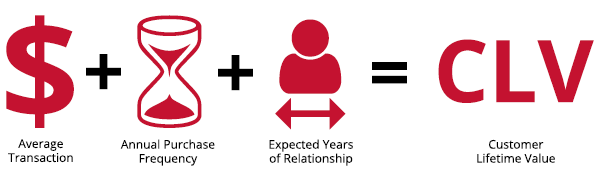 $ + + = CLV
Average
Transaction
Annual Purchase
Frequency
Expected Years
of Relationship
Customer
Lifetime Value